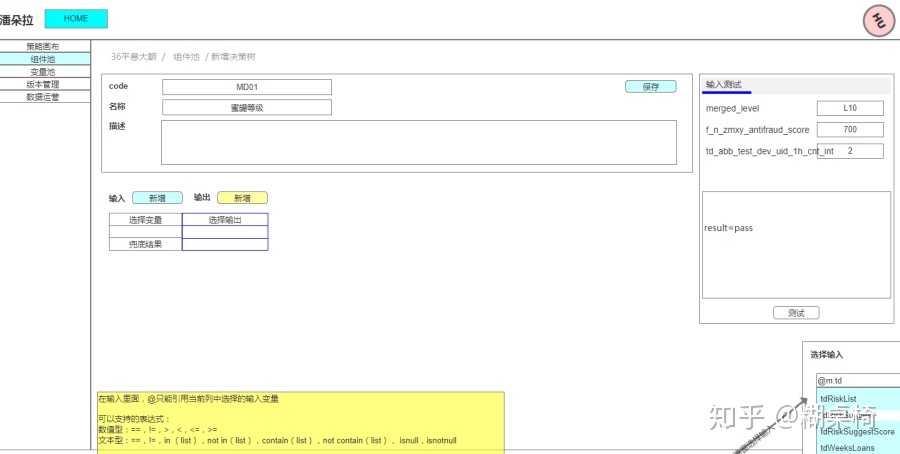 潘朵拉
HOME
HU
策略画布
组件池
变量池
版本管理
数据运营
36平息大额 / 组件池 / 新增决策树
code
MD01
保存
名称
蜜罐等级
描述
输入
新增
输出
新增
选择变量
选择输出
兜底结果
输入测试
merged_level
L10
f_n_zmxy_antifraud_score
700
td_abb_test_dev_uid_1h_cnt_int
2
result=pass
测试
在输入里面，@只能引用当前列中选择的输入变量
可以支持的表达式：
数值型：==，!=，>，<，<=，>=
文本型：==，!=，in（list），not in（list），contain（list），not contain（list），isnull，isnotnull
选择输入
@m.td
tdRiskList
tdRiskSuggest
tdRiskSuggestScore
tdWeeksLoans
知乎 @糊桌椅